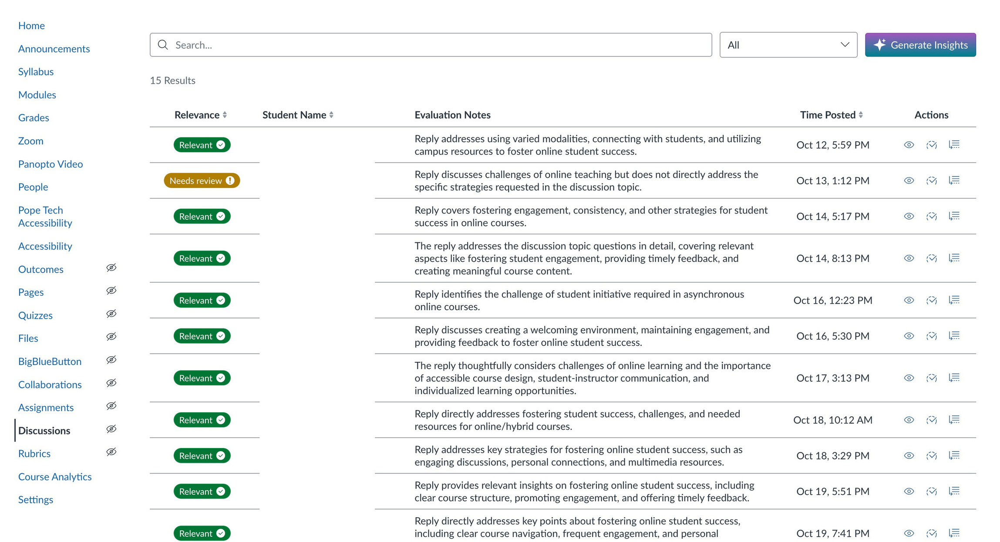 Home
Announcements
Syllabus
Modules
Grades
Zoom
Panopto Video
People
Pope Tech
Accessibility
Accessibility
Outcomes
Pages
Quizzes
Files
BigBlueButton
Collaborations
Assignments
Discussions
Rubrics
Course Analytics
Settings
Search...
All
Generate Insights
15 Results
Relevance Student Name Evaluation Notes Time Posted Actions
Relevant
Reply addresses using varied modalities, connecting with students, and utilizing
campus resources to foster online student success.
Oct 12, 5:59 PM
Needs review
Reply discusses challenges of online teaching but does not directly address the
specific strategies requested in the discussion topic.
Oct 13, 1:12 PM
Relevant
Reply covers fostering engagement, consistency, and other strategies for student
success in online courses.
Oct 14, 5:17 PM
Relevant
The reply addresses the discussion topic questions in detail, covering relevant
aspects like fostering student engagement, providing timely feedback, and
creating meaningful course content.
Oct 14, 8:13 PM
Relevant
Reply identifies the challenge of student initiative required in asynchronous
online courses.
Oct 16, 12:23 PM
Relevant
Reply discusses creating a welcoming environment, maintaining engagement, and
providing feedback to foster online student success.
Oct 16, 5:30 PM
Relevant
The reply thoughtfully considers challenges of online learning and the importance
of accessible course design, student-instructor communication, and
individualized learning opportunities.
Oct 17, 3:13 PM
Relevant
Reply directly addresses fostering student success, challenges, and needed
resources for online/hybrid courses.
Oct 18, 10:12 AM
Relevant
Reply addresses key strategies for fostering online student success, such as
engaging discussions, personal connections, and multimedia resources.
Oct 18, 3:29 PM
Relevant
Reply provides relevant insights on fostering online student success, including
clear course structure, promoting engagement, and offering timely feedback.
Oct 19, 5:51 PM
Relevant
Reply directly addresses key points about fostering online student success,
including clear course navigation, frequent engagement, and personal
Oct 19, 7:41 PM